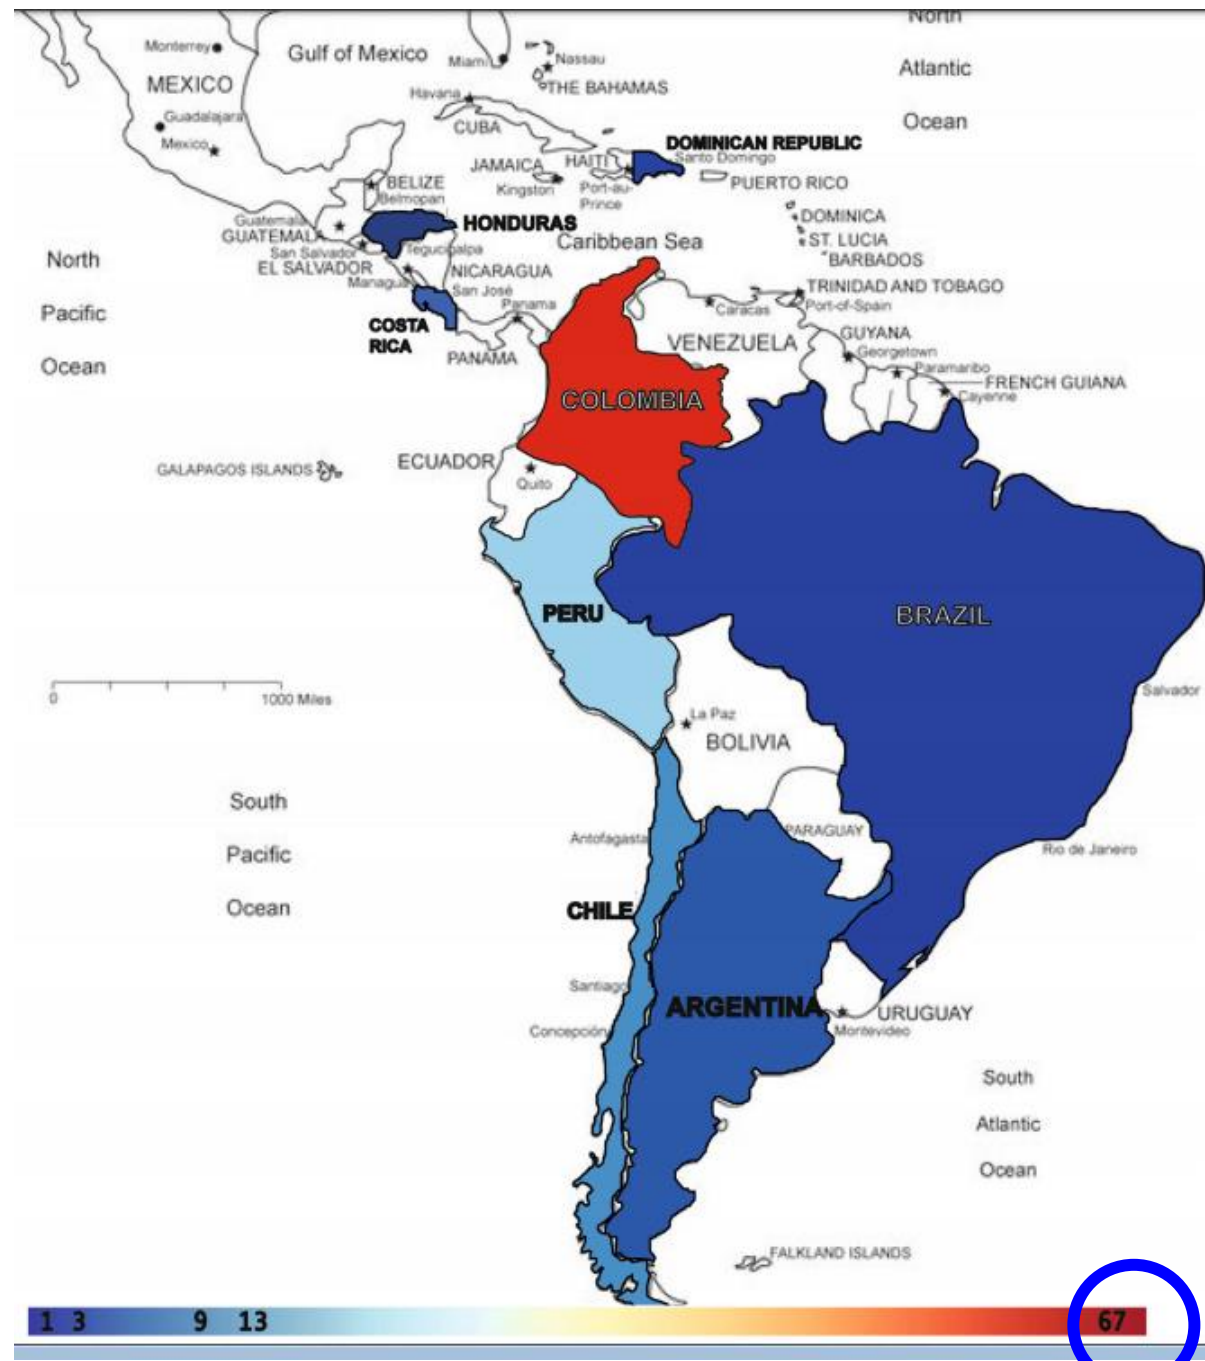 North
Atlantic
Ocean
Monterrey
Gulf of Mexico
Miami
Nassau
MEXICO
THE BAHAMAS
Havana
Guadalajara
CUBA
Mexico
DOMINICAN REPUBLIC
JAMAICA
HAITI
Santo Domingo
Kingston
Port-au-
Prince
PUERTO RICO
BELIZE
Belmopan
DOMINICA
Guatemala
GUATEMALA
HONDURAS
Caribbean Sea
ST. LUCIA
San Salvador
Tegucigalpa
BARBADOS
EL SALVADOR
NICARAGUA
Managua
San José
TRINIDAD AND TOBAGO
Port-of-Spain
North
Pacific
Ocean
Panama
Caracas
COSTA
RICA
PANAMA
VENEZUELA
GUYANA
Georgetown
Paramaribo
FRENCH GUIANA
Cayenne
COLOMBIA
ECUADOR
GALAPAGOS ISLANDS
Quito
PERU
BRAZIL
0
1000 Miles
Salvador
La Paz
BOLIVIA
South
Pacific
Ocean
Antofagasta
PARAGUAY
Rio de Janeiro
CHILE
Santiago
ARGENTINA
URUGUAY
Concepción
Montevideo
South
Atlantic
Ocean
FALKLAND ISLANDS
1 3 9 13 67